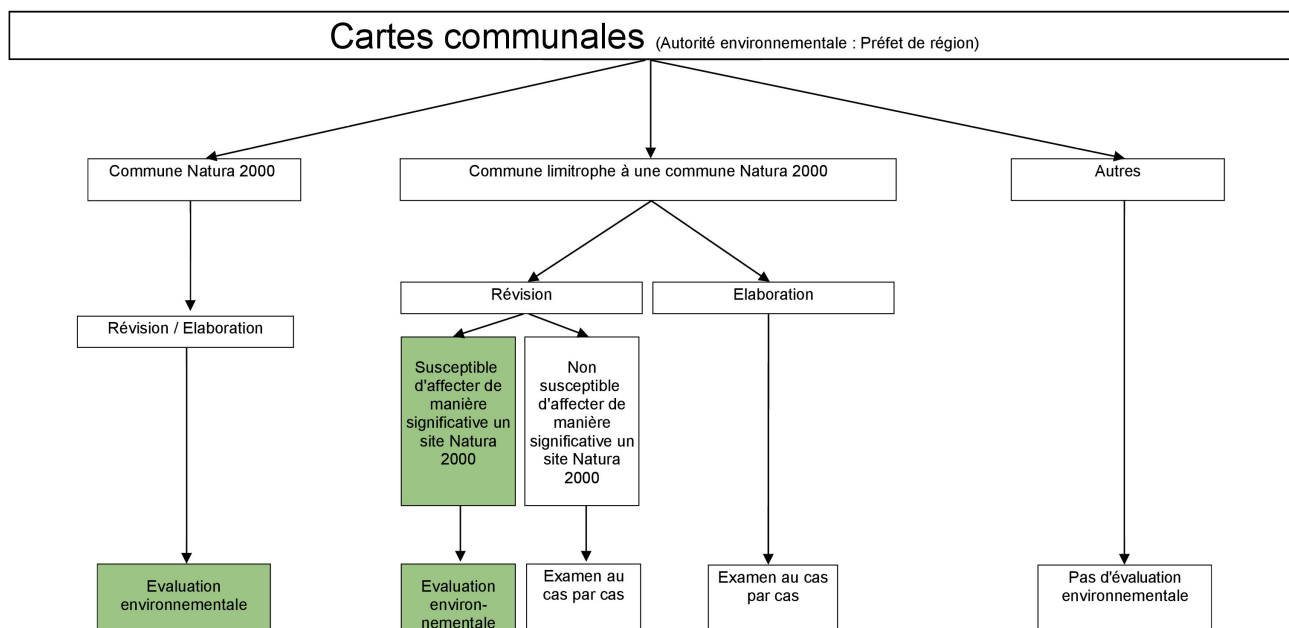 Cartes communales (Autorité environnementale : Préfet de région)
Commune Natura 2000
Commune limitrophe à une commune Natura 2000
Autres
Révision
Elaboration
Révision / Elaboration
Susceptible
d'affecter de
manière
significative un
site Natura
2000
Non
susceptible
d'affecter de
manière
significative un
site Natura
2000
Evaluation
environnementale
Evaluation
environ-
nementale
Examen au
cas par cas
Examen au cas
par cas
Pas d'évaluation
environnementale